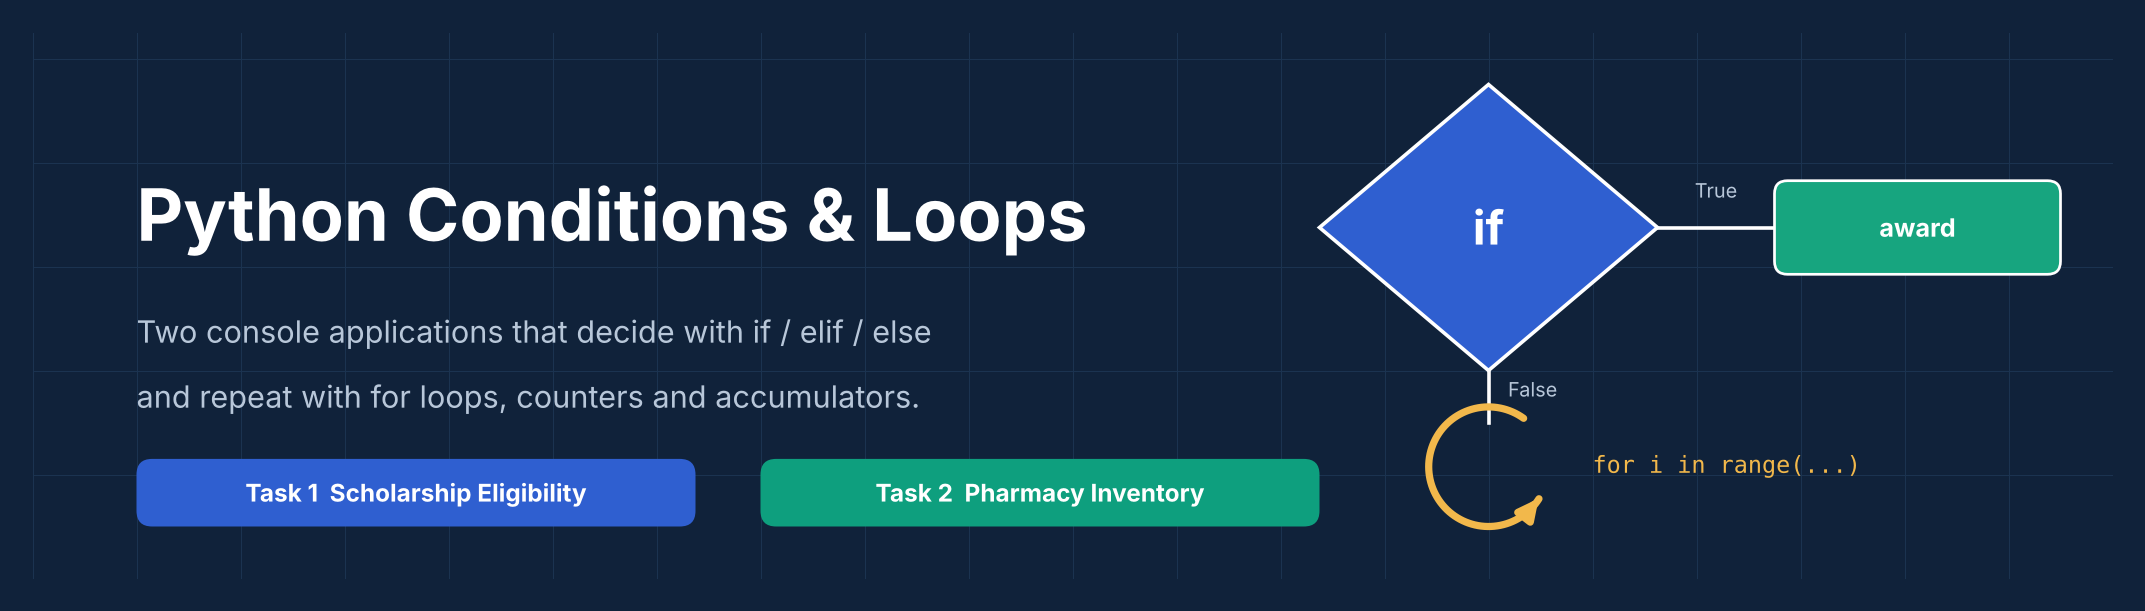 Python Conditions & Loops
Two console applications that decide with if / elif / else
and repeat with for loops, counters and accumulators.
Task 1 Scholarship Eligibility
Task 2 Pharmacy Inventory
if
True
award
False
for i in range(...)